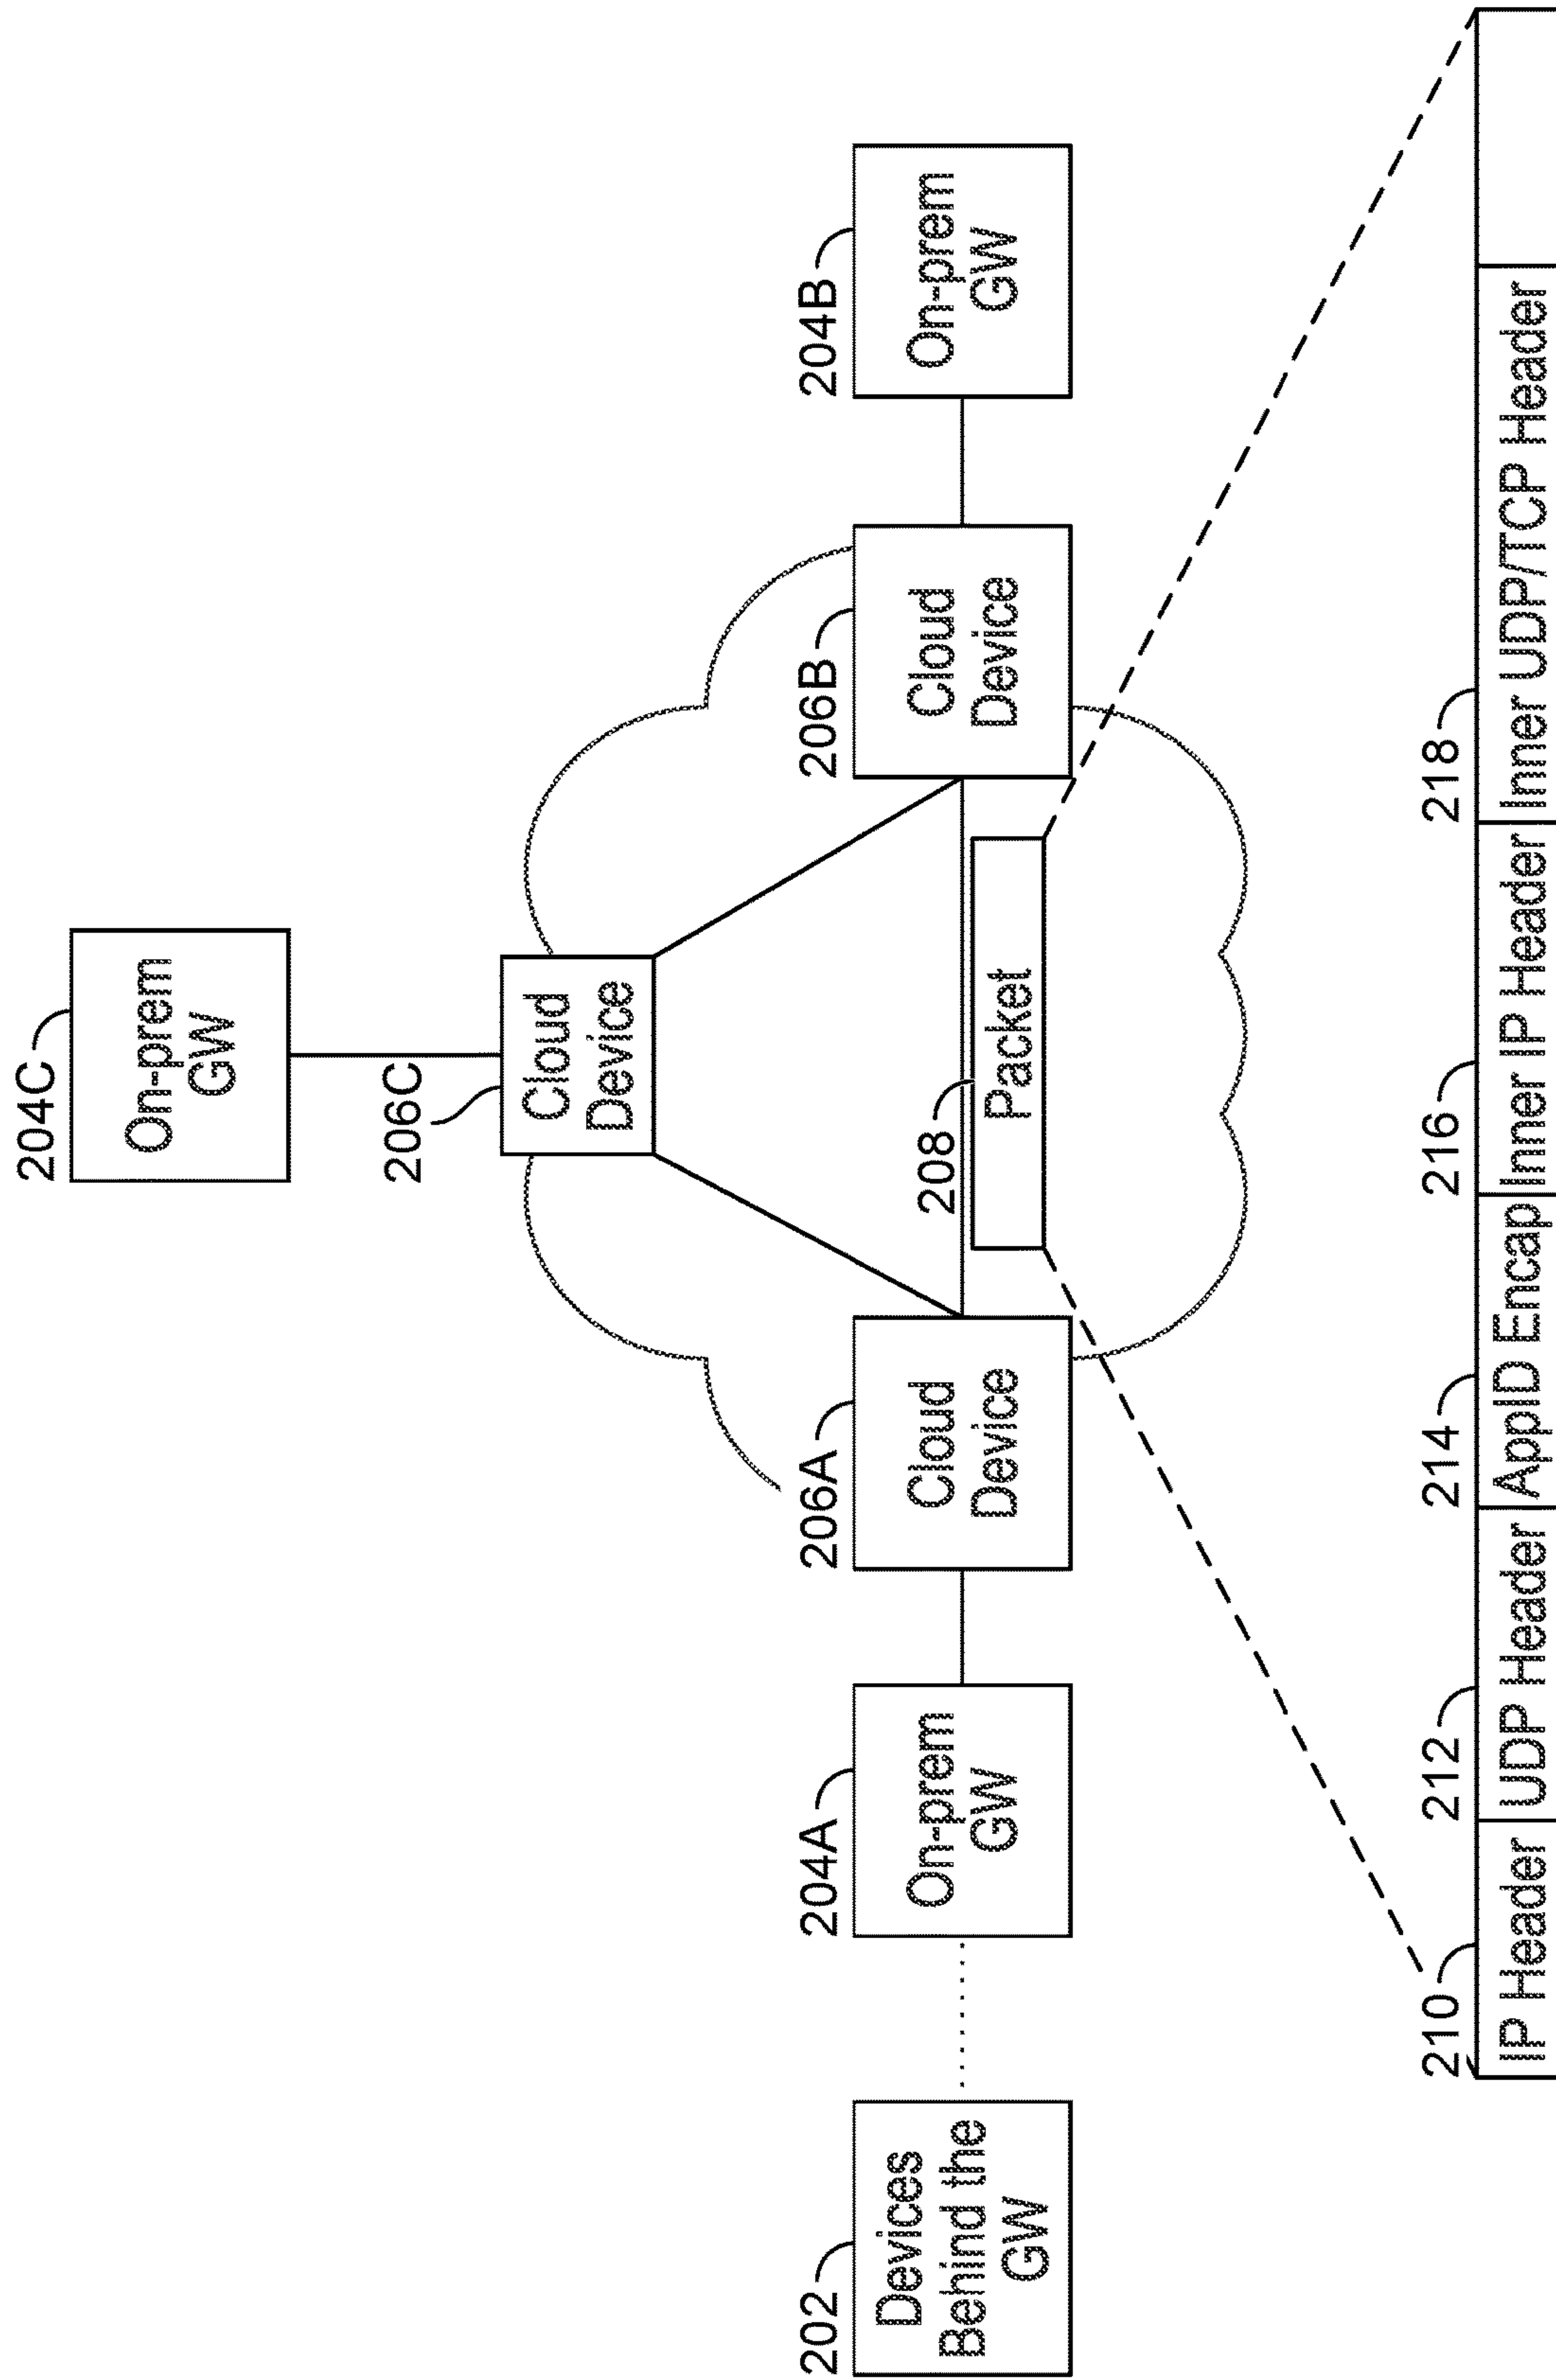 204C
On-prem
GW
206C
Cloud
Device
202
Devices
Behind the
GW
204A
On-prem
GW
206A
Cloud
Device
208
Packet
206B
Cloud
Device
204B
On-prem
GW
210
IP Header
212
UDP Header
214
AppID Encap
216
Inner IP Header
218
Inner UDP/TCP Header